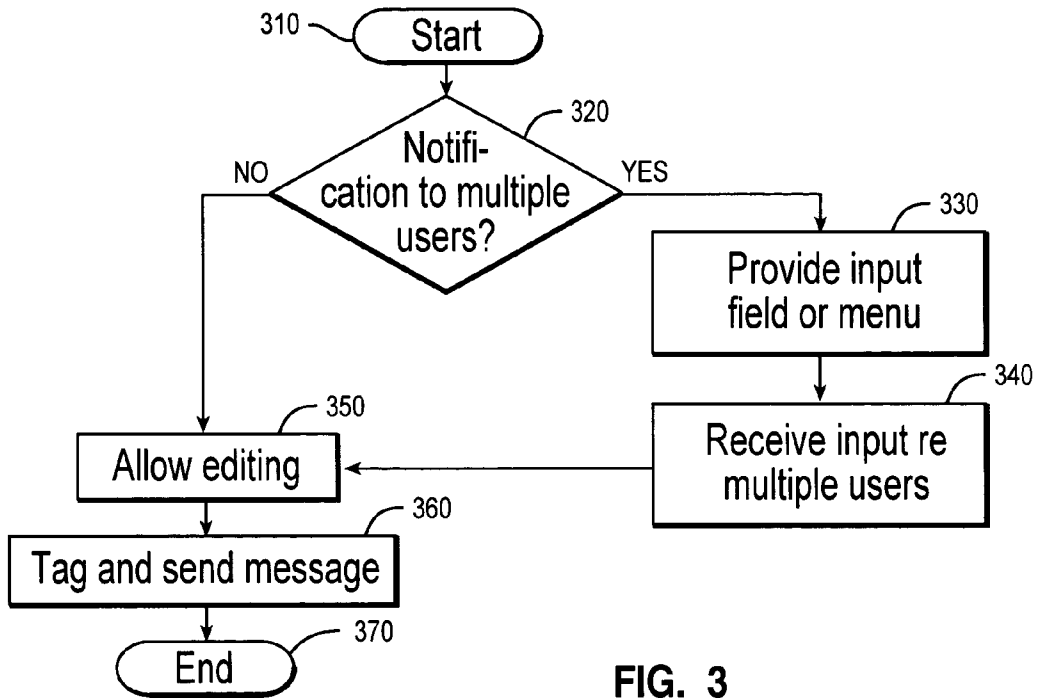 310
Start
320
Notifi-
cation to multiple
users?
NO
YES
330
Provide input
field or menu
340
Receive input re
multiple users
350
Allow editing
360
Tag and send message
370
End
FIG. 3